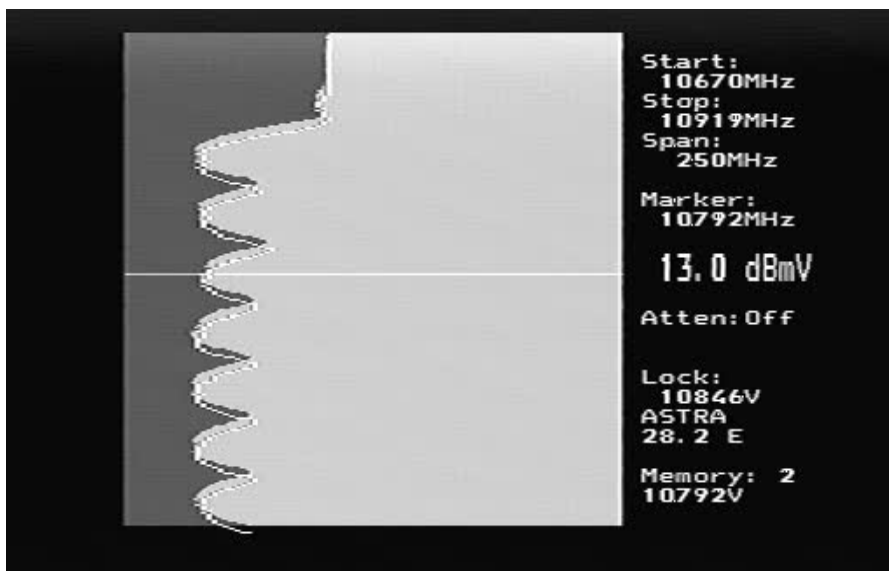 Start:
10670MHz
Stop:
10919MHz
Span:
250MHz
Marker:
10792MHz
13.0 dBmV
Atten:Off
Lock:
10846V
ASTRA
28.2 E
Memory: 2
10792V